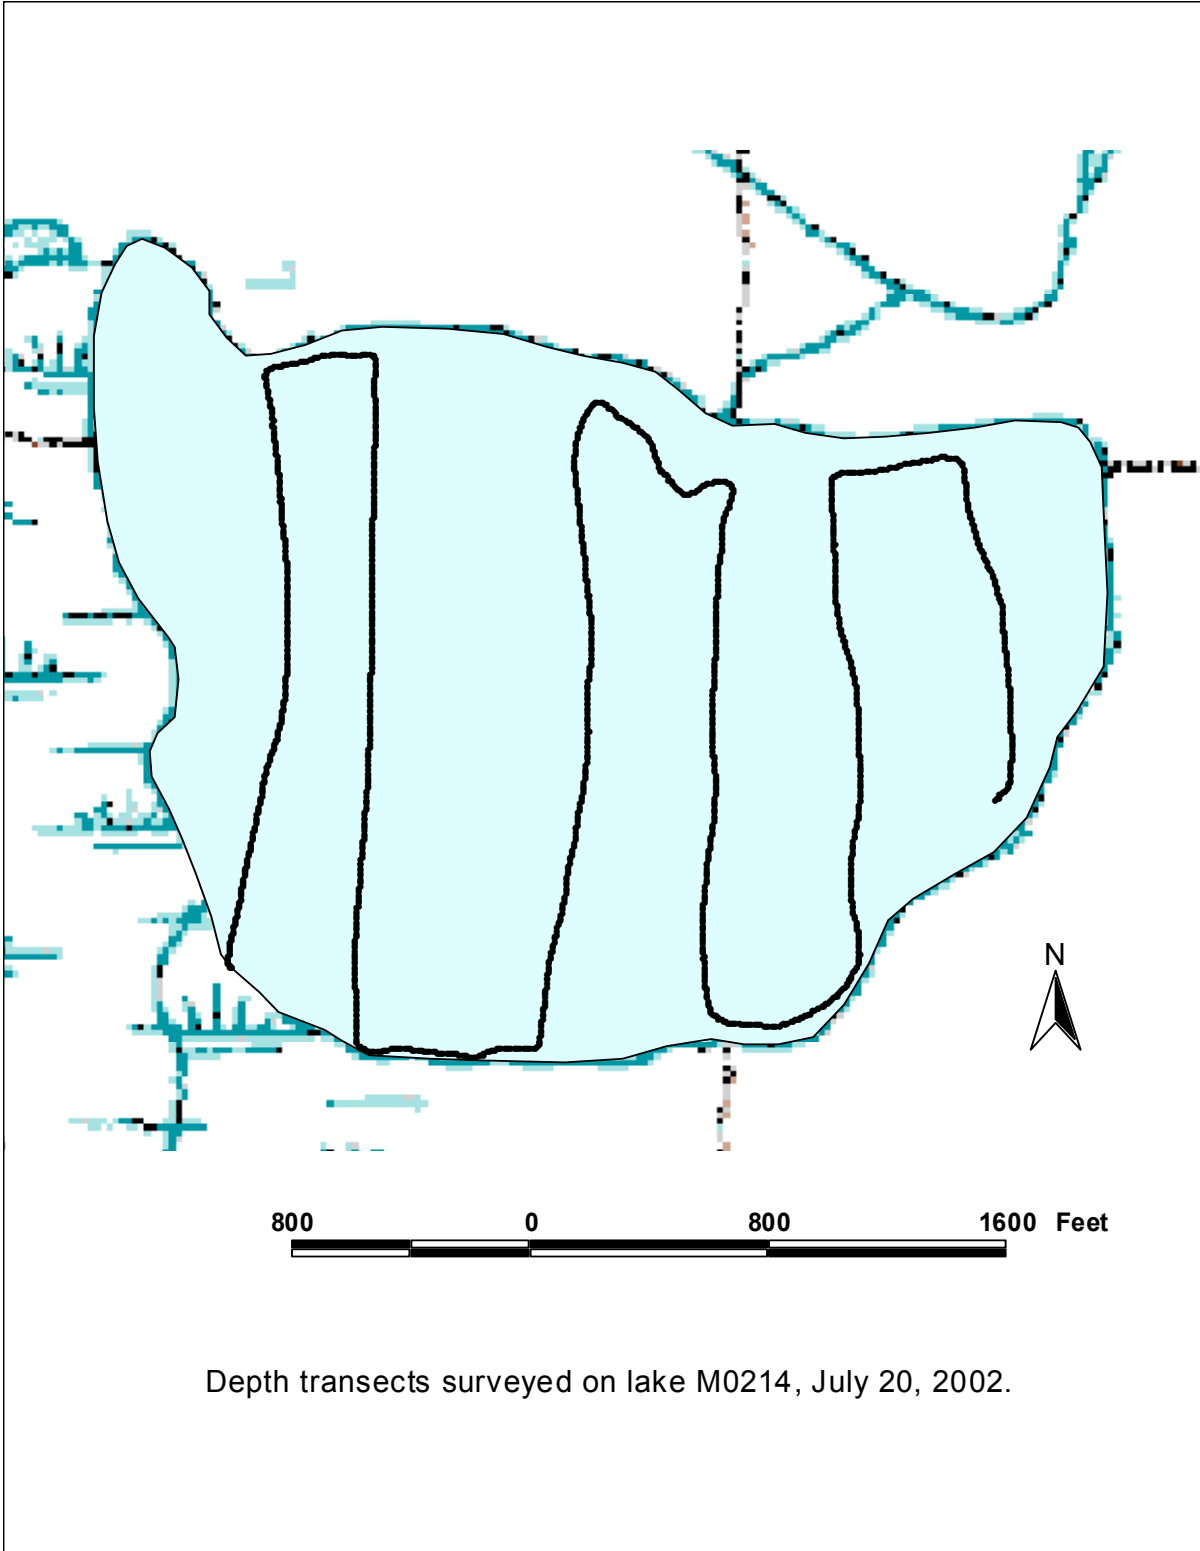 N
800 0 800 1600 Feet
Depth transects surveyed on lake M0214, July 20, 2002.